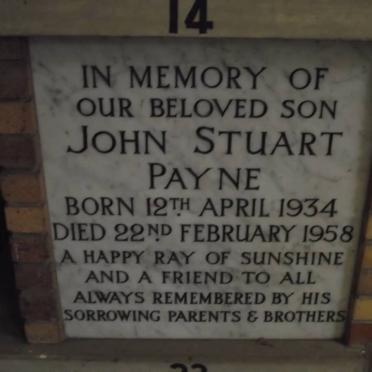 14
IN MEMORY OF
OUR BELOVED SON
JOHN STUART
PAYNE
BORN 12TH APRIL 1934
DIED 22ND FEBRUARY 1958
A HAPPY RAY OF SUNSHINE
AND A FRIEND TO ALL
ALWAYS REMEMBERED BY HIS
SORROWING PARENTS & BROTHERS